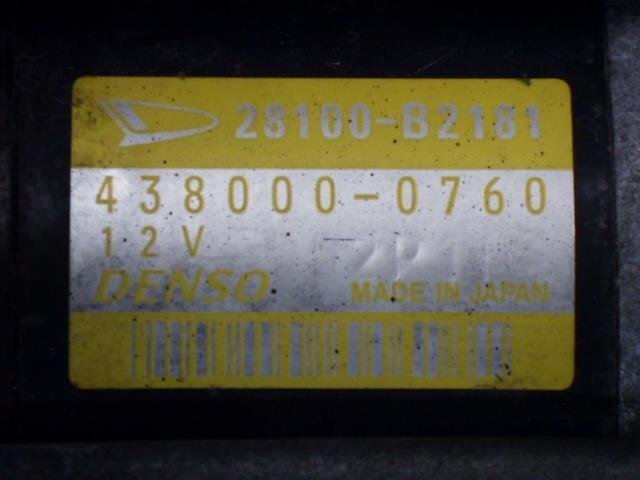 28100-B2181
438000-0760
12V
DENSO MADE IN JAPAN